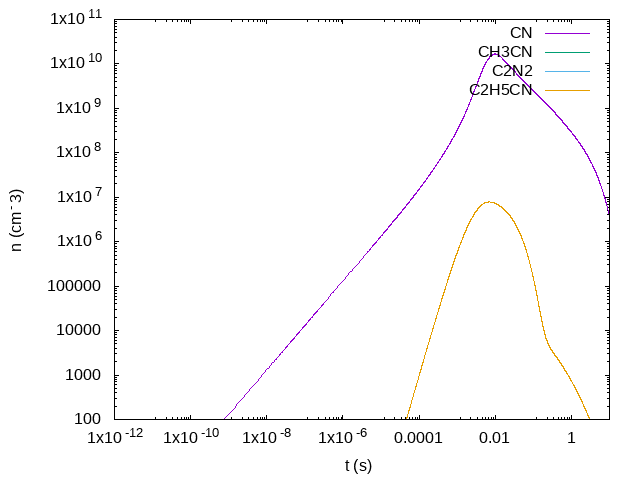 1x10^11
1x10^10
1x10^9
1x10^8
1x10^7
1x10^6
100000
10000
1000
100
n (cm^-3)
CN
CH3CN
C2N2
C2H5CN
1x10^-12 1x10^-10 1x10^-8 1x10^-6 0.0001 0.01 1
t (s)